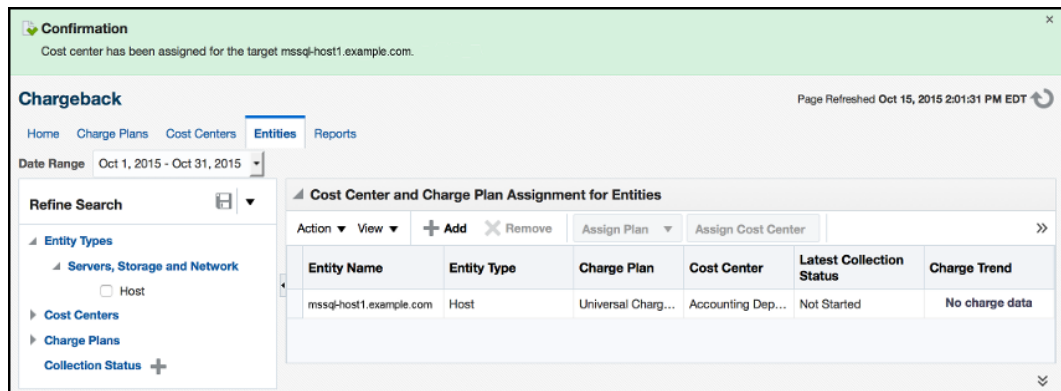 Confirmation
Cost center has been assigned for the target mssql-host1.example.com.
Chargeback
Page Refreshed Oct 15, 2015 2:01:31 PM EDT
Home Charge Plans Cost Centers Entities Reports
Date Range Oct 1, 2015 - Oct 31, 2015
Refine Search
Entity Types
Servers, Storage and Network
Host
Cost Centers
Charge Plans
Collection Status
Cost Center and Charge Plan Assignment for Entities
Action View Add Remove Assign Plan Assign Cost Center
Entity Name Entity Type Charge Plan Cost Center Latest Collection Status Charge Trend
mssql-host1.example.com Host Universal Charg... Accounting Dep... Not Started No charge data